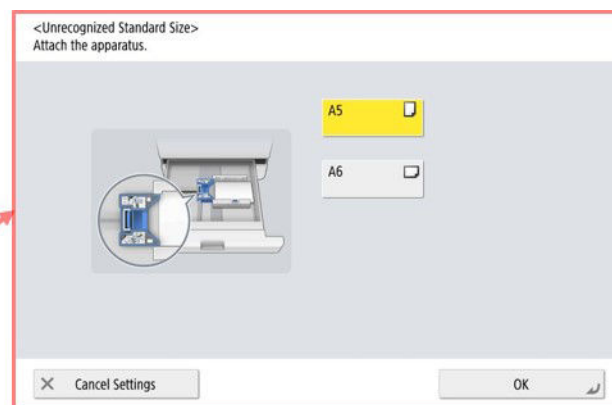 <Unrecognized Standard Size>
Attach the apparatus.
A5
A6
Cancel Settings
OK